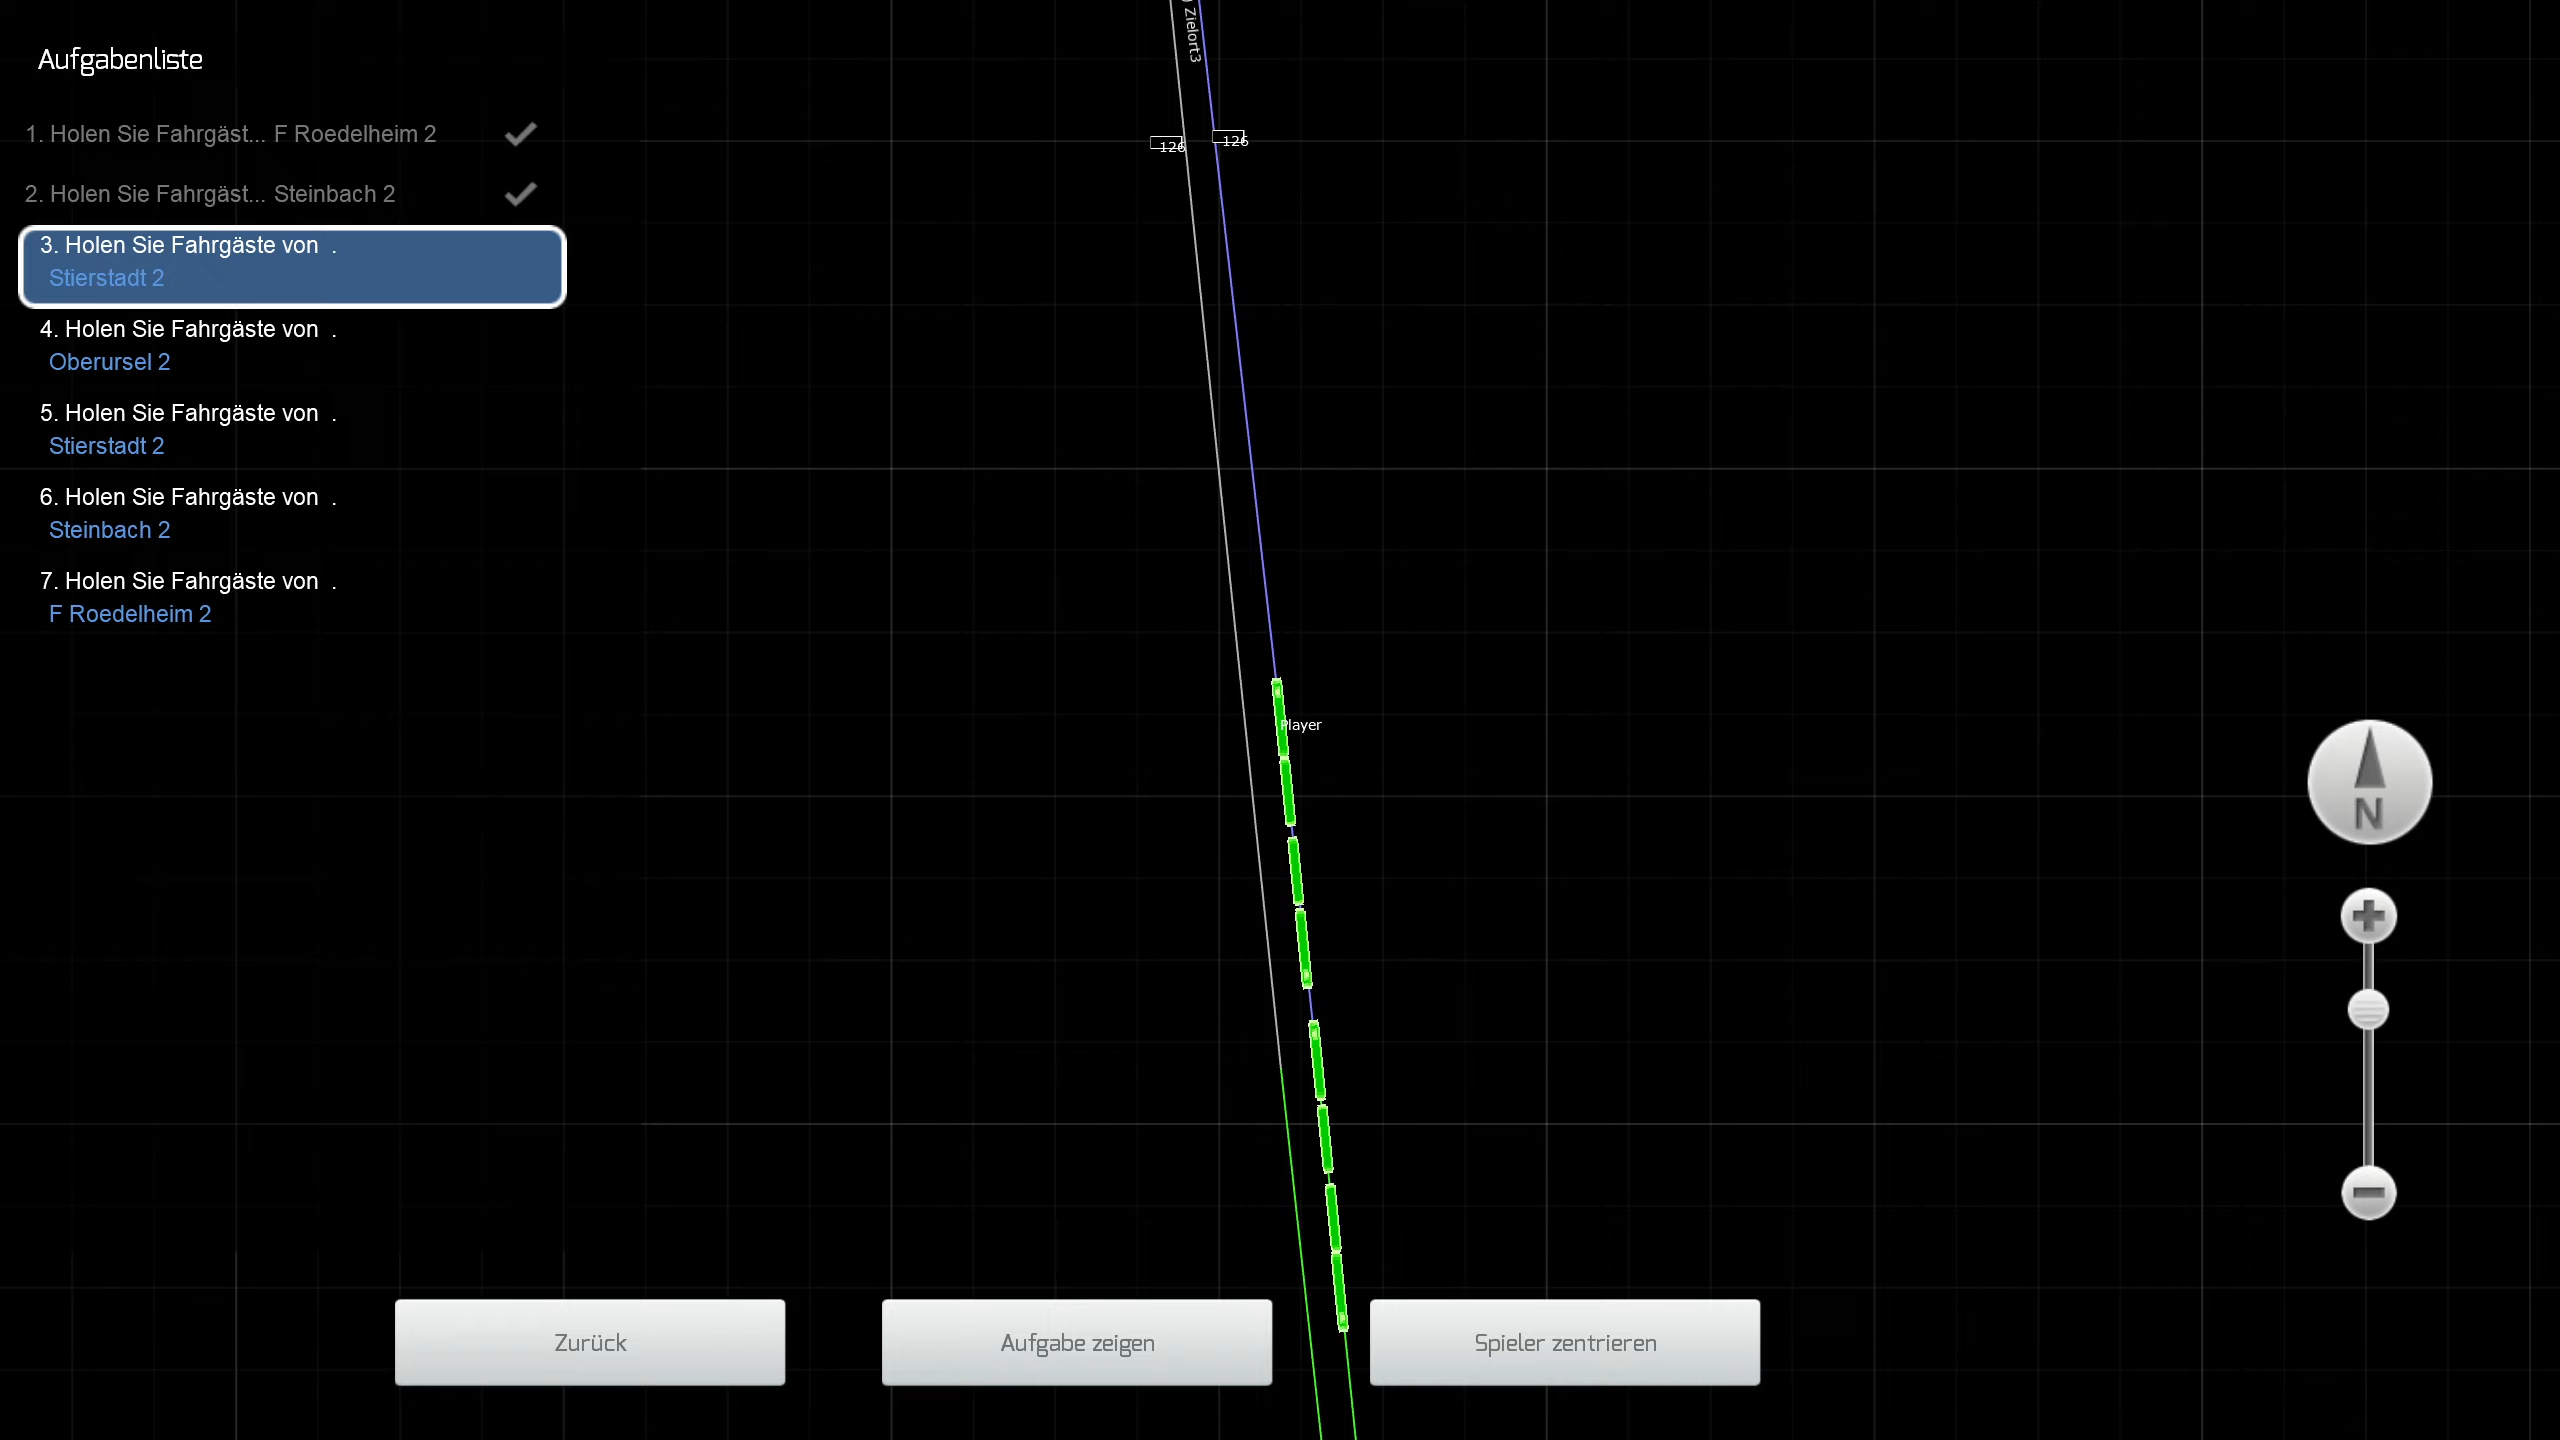 Aufgabenliste
1. Holen Sie Fahrgäst... F Roedelheim 2
2. Holen Sie Fahrgäst... Steinbach 2
3. Holen Sie Fahrgäste von .
Stierstadt 2
4. Holen Sie Fahrgäste von .
Oberursel 2
5. Holen Sie Fahrgäste von .
Stierstadt 2
6. Holen Sie Fahrgäste von .
Steinbach 2
7. Holen Sie Fahrgäste von .
F Roedelheim 2
) Zielort3
126
126
Player
N
Zurück
Aufgabe zeigen
Spieler zentrieren